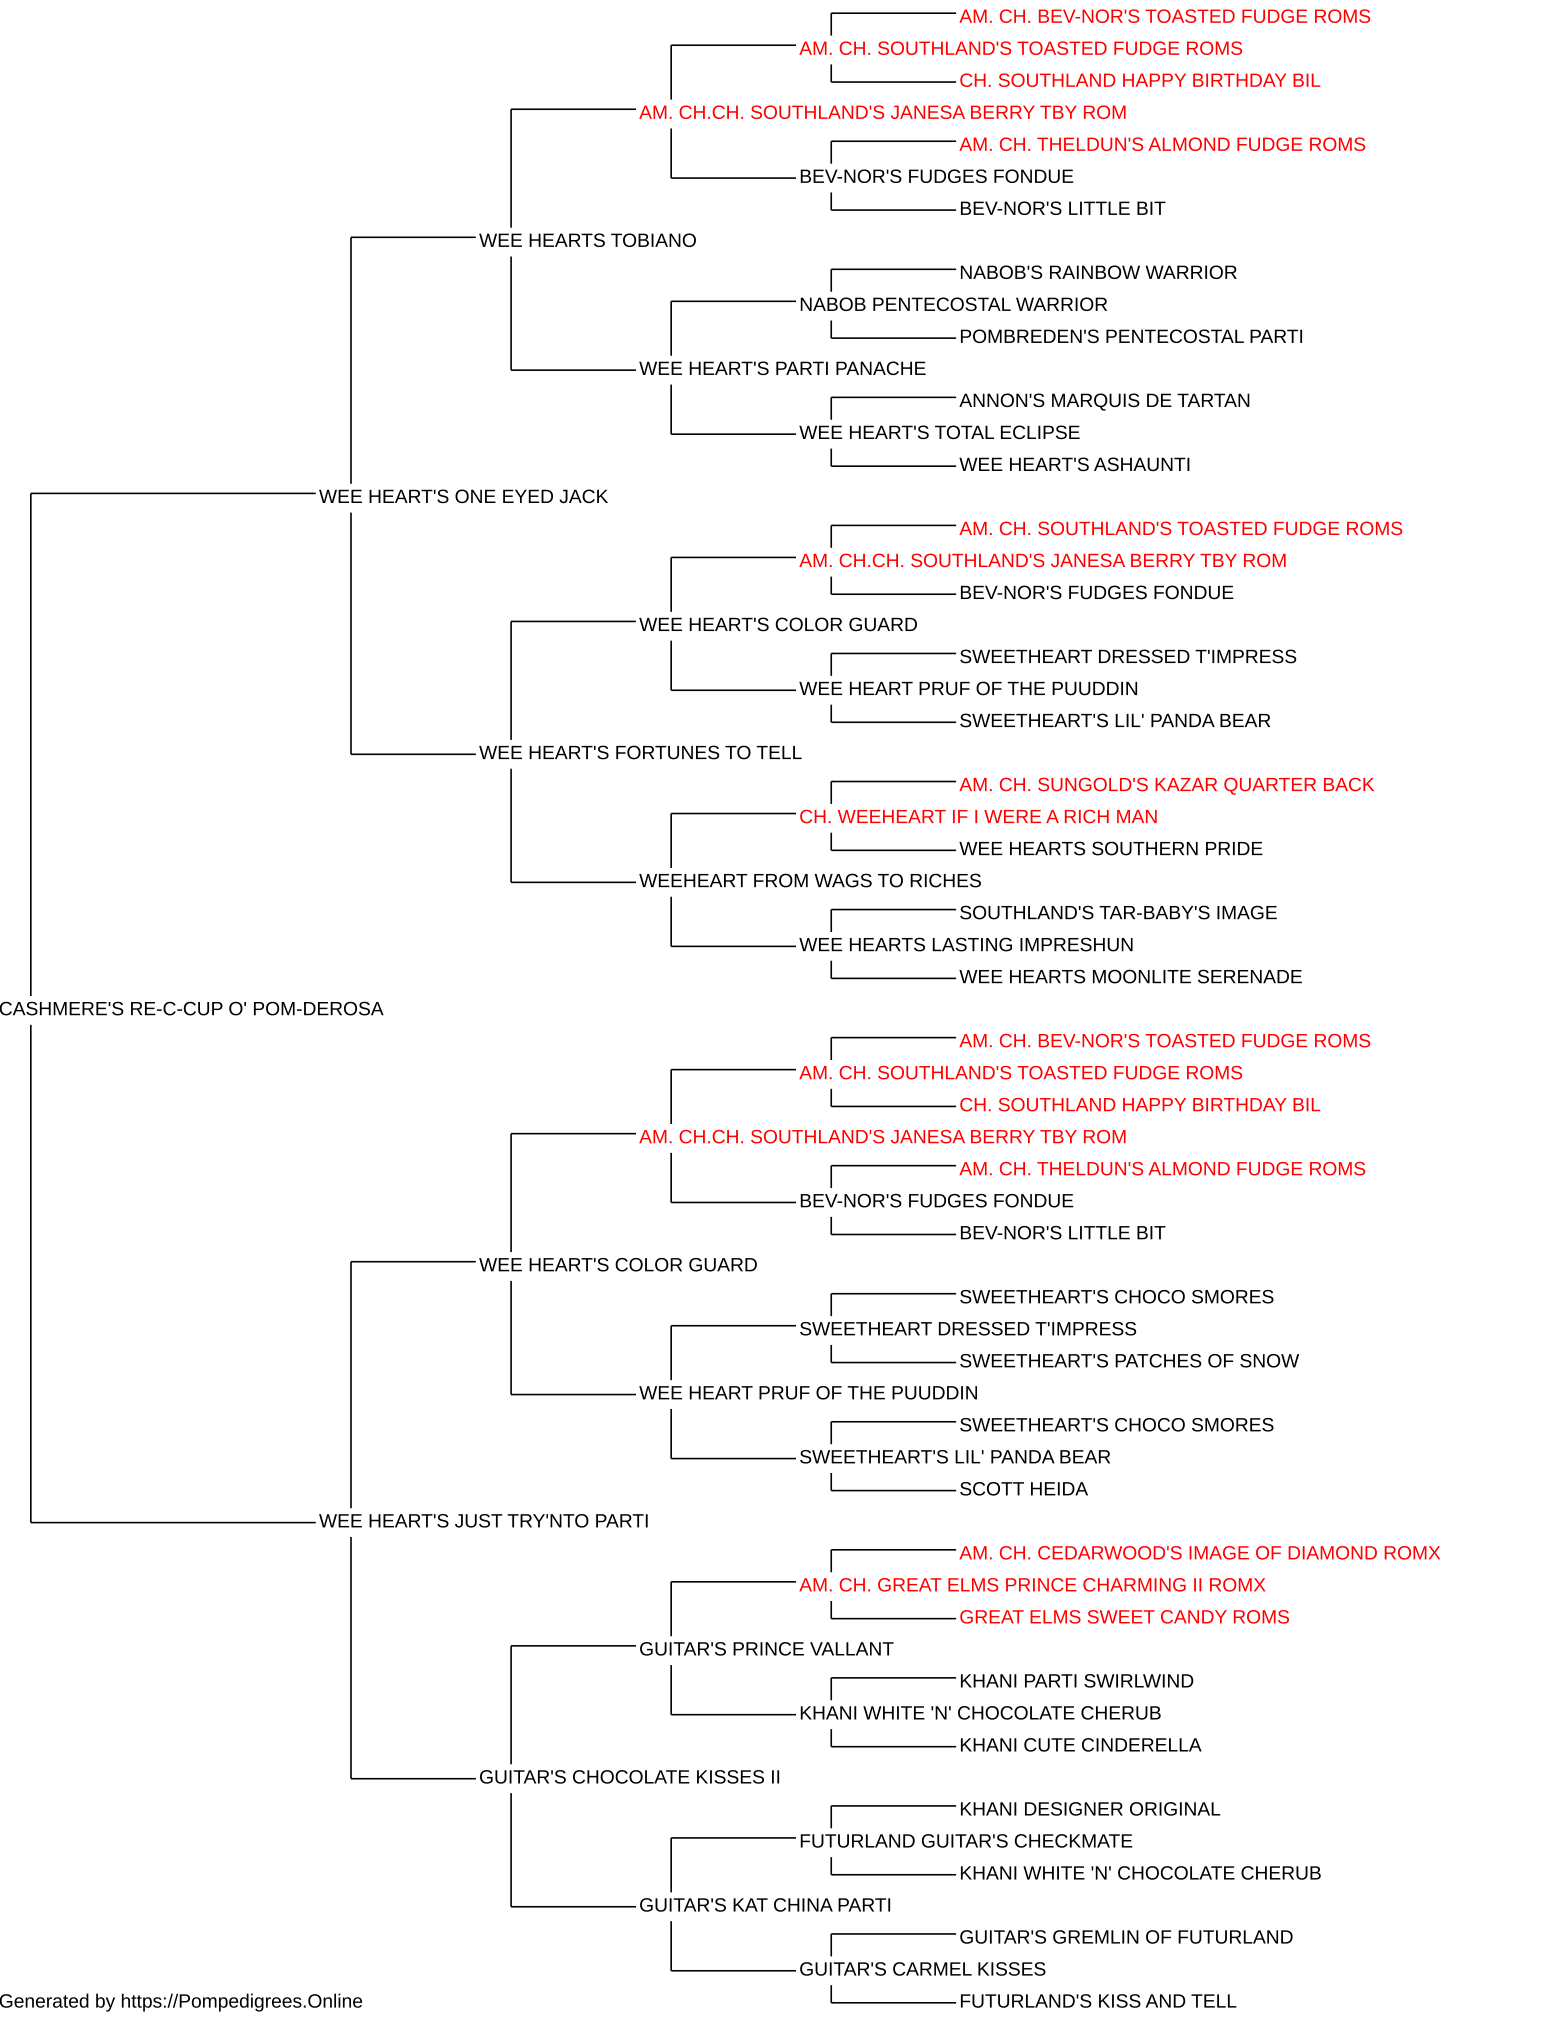 AM. CH. BEV-NOR'S TOASTED FUDGE ROMS
AM. CH. SOUTHLAND'S TOASTED FUDGE ROMS
CH. SOUTHLAND HAPPY BIRTHDAY BIL
AM. CH.CH. SOUTHLAND'S JANESA BERRY TBY ROM
AM. CH. THELDUN'S ALMOND FUDGE ROMS
BEV-NOR'S FUDGES FONDUE
BEV-NOR'S LITTLE BIT
WEE HEARTS TOBIANO
NABOB'S RAINBOW WARRIOR
NABOB PENTECOSTAL WARRIOR
POMBREDEN'S PENTECOSTAL PARTI
WEE HEART'S PARTI PANACHE
ANNON'S MARQUIS DE TARTAN
WEE HEART'S TOTAL ECLIPSE
WEE HEART'S ASHAUNTI
WEE HEART'S ONE EYED JACK
AM. CH. SOUTHLAND'S TOASTED FUDGE ROMS
AM. CH.CH. SOUTHLAND'S JANESA BERRY TBY ROM
BEV-NOR'S FUDGES FONDUE
WEE HEART'S COLOR GUARD
SWEETHEART DRESSED T'IMPRESS
WEE HEART PRUF OF THE PUUDDIN
SWEETHEART'S LIL' PANDA BEAR
WEE HEART'S FORTUNES TO TELL
AM. CH. SUNGOLD'S KAZAR QUARTER BACK
CH. WEEHEART IF I WERE A RICH MAN
WEE HEARTS SOUTHERN PRIDE
WEEHEART FROM WAGS TO RICHES
SOUTHLAND'S TAR-BABY'S IMAGE
WEE HEARTS LASTING IMPRESHUN
WEE HEARTS MOONLITE SERENADE
CASHMERE'S RE-C-CUP O' POM-DEROSA
AM. CH. BEV-NOR'S TOASTED FUDGE ROMS
AM. CH. SOUTHLAND'S TOASTED FUDGE ROMS
CH. SOUTHLAND HAPPY BIRTHDAY BIL
AM. CH.CH. SOUTHLAND'S JANESA BERRY TBY ROM
AM. CH. THELDUN'S ALMOND FUDGE ROMS
BEV-NOR'S FUDGES FONDUE
BEV-NOR'S LITTLE BIT
WEE HEART'S COLOR GUARD
SWEETHEART'S CHOCO SMORES
SWEETHEART DRESSED T'IMPRESS
SWEETHEART'S PATCHES OF SNOW
WEE HEART PRUF OF THE PUUDDIN
SWEETHEART'S CHOCO SMORES
SWEETHEART'S LIL' PANDA BEAR
SCOTT HEIDA
WEE HEART'S JUST TRY'NTO PARTI
AM. CH. CEDARWOOD'S IMAGE OF DIAMOND ROMX
AM. CH. GREAT ELMS PRINCE CHARMING II ROMX
GREAT ELMS SWEET CANDY ROMS
GUITAR'S PRINCE VALLANT
KHANI PARTI SWIRLWIND
KHANI WHITE 'N' CHOCOLATE CHERUB
KHANI CUTE CINDERELLA
GUITAR'S CHOCOLATE KISSES II
KHANI DESIGNER ORIGINAL
FUTURLAND GUITAR'S CHECKMATE
KHANI WHITE 'N' CHOCOLATE CHERUB
GUITAR'S KAT CHINA PARTI
GUITAR'S GREMLIN OF FUTURLAND
GUITAR'S CARMEL KISSES
FUTURLAND'S KISS AND TELL
Generated by https://Pompedigrees.Online